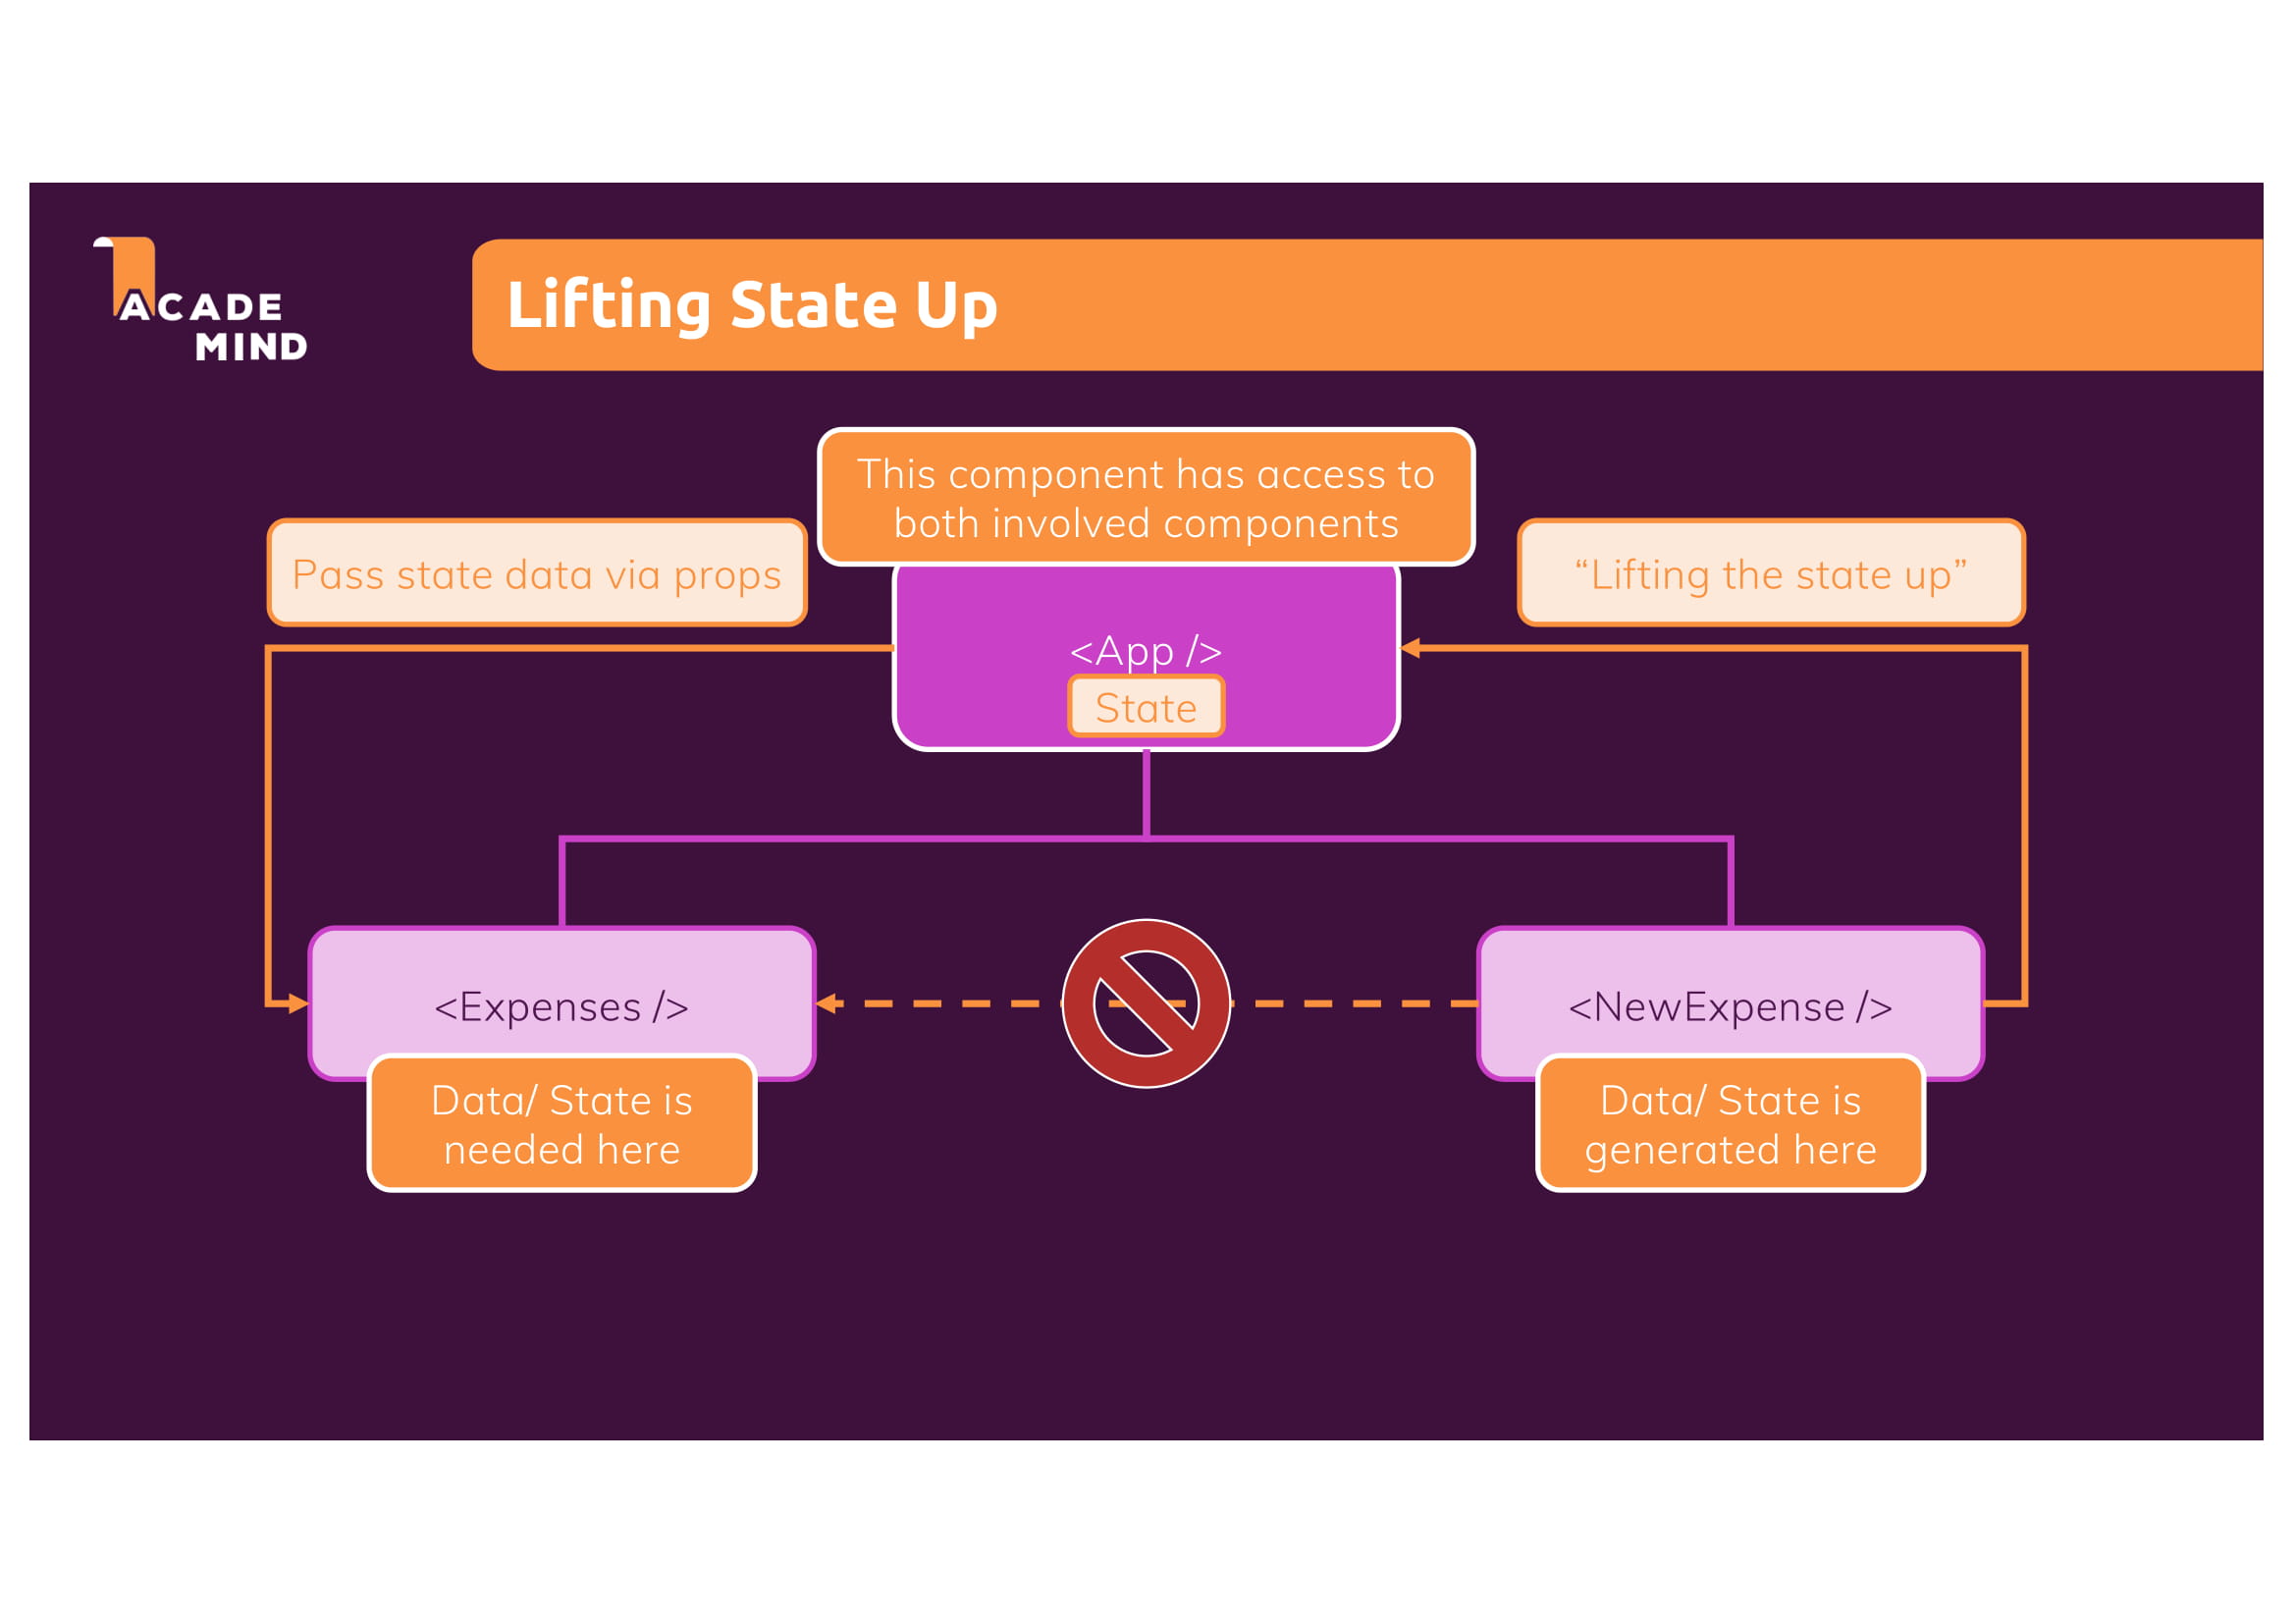 ACADE
MIND
Lifting State Up
This component has access to
both involved components
Pass state data via props
“Lifting the state up”
<App />
State
<Expenses />
<NewExpense />
Data/ State is
needed here
Data/ State is
generated here